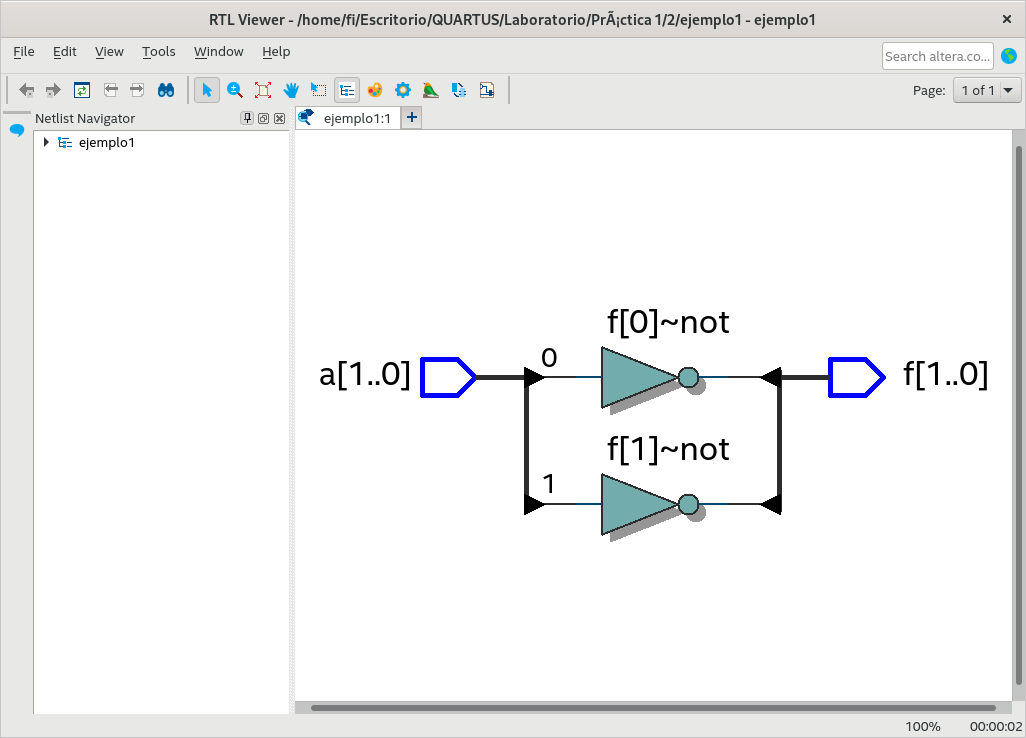 RTL Viewer - /home/fi/Escritorio/QUARTUS/Laboratorio/PrÃ¡ctica 1/2/ejemplo1 - ejemplo1
File Edit View Tools Window Help
Search altera.co...
Page: 1 of 1
Netlist Navigator
ejemplo1:1
ejemplo1
f[0]~not
0
a[1..0]
f[1..0]
f[1]~not
1
100% 00:00:02